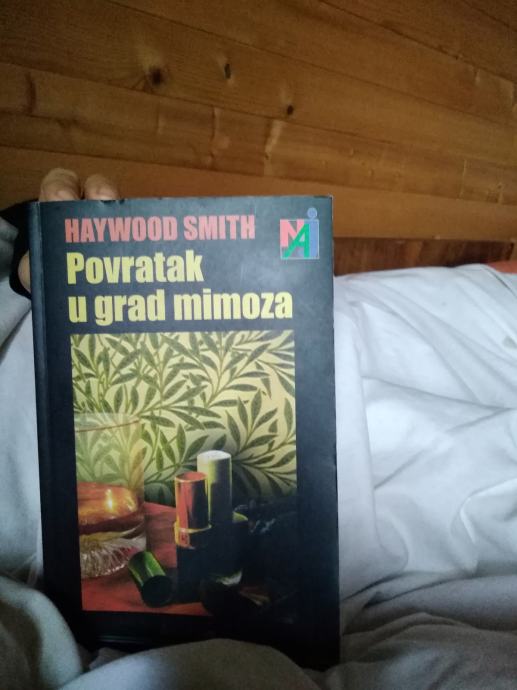 HAYWOOD SMITH
Povratak
u grad mimoza